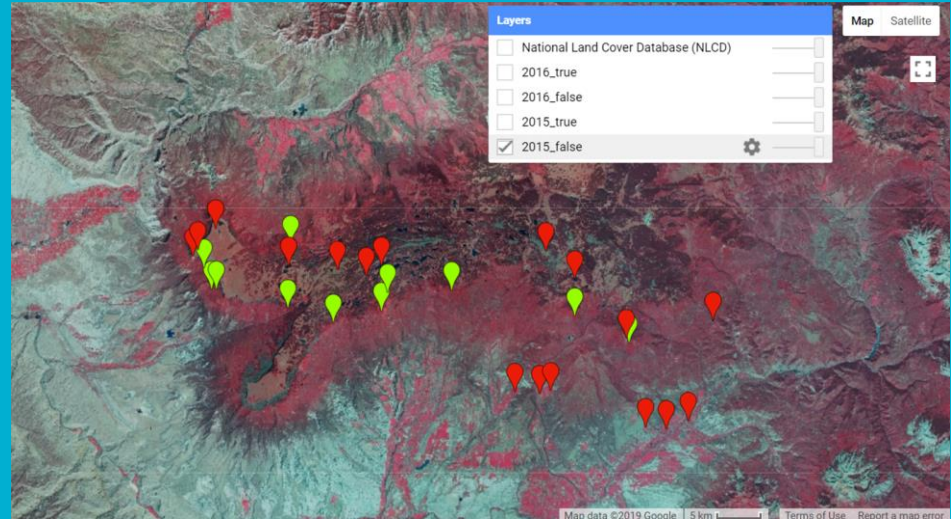 Layers
National Land Cover Database (NLCD)
2016_true
2016_false
2015_true
2015_false
Map Satellite
Map data ©2019 Google 5 km Terms of Use Report a map error